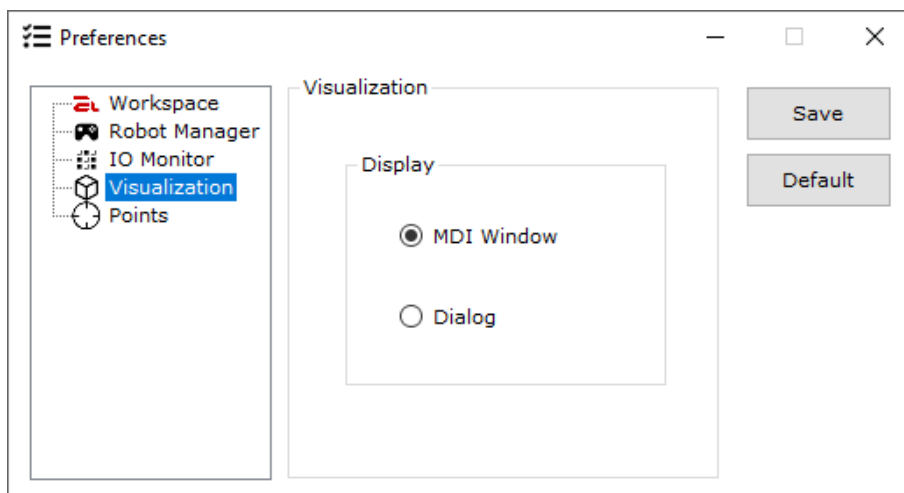 Preferences
Workspace
Robot Manager
IO Monitor
Visualization
Points
Visualization
Display
MDI Window
Dialog
Save
Default